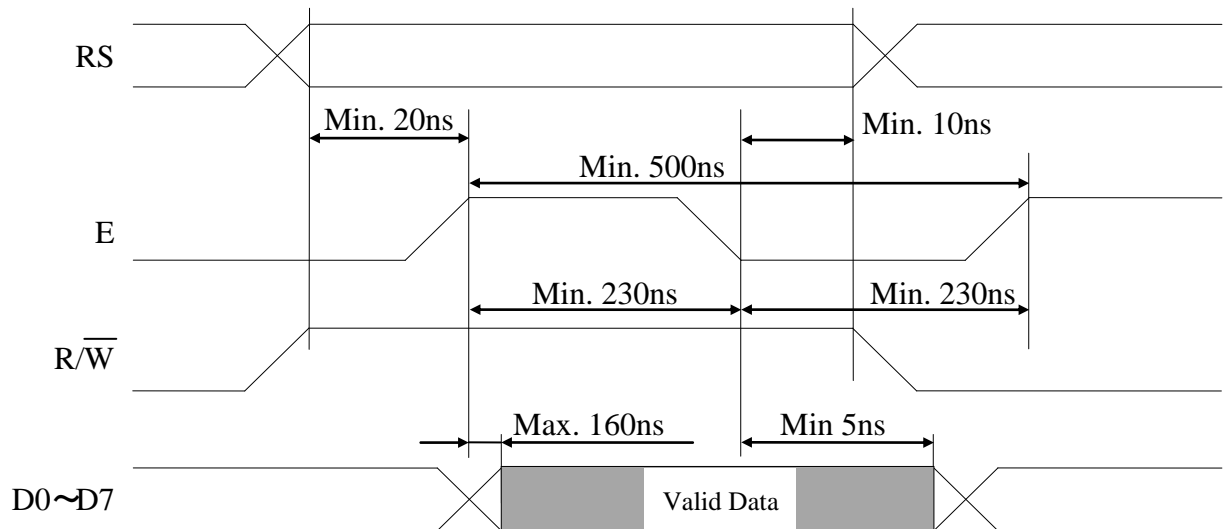 RS
Min. 20ns
Min. 10ns
Min. 500ns
E
Min. 230ns
Min. 230ns
R/W̅
Max. 160ns
Min 5ns
D0～D7
Valid Data